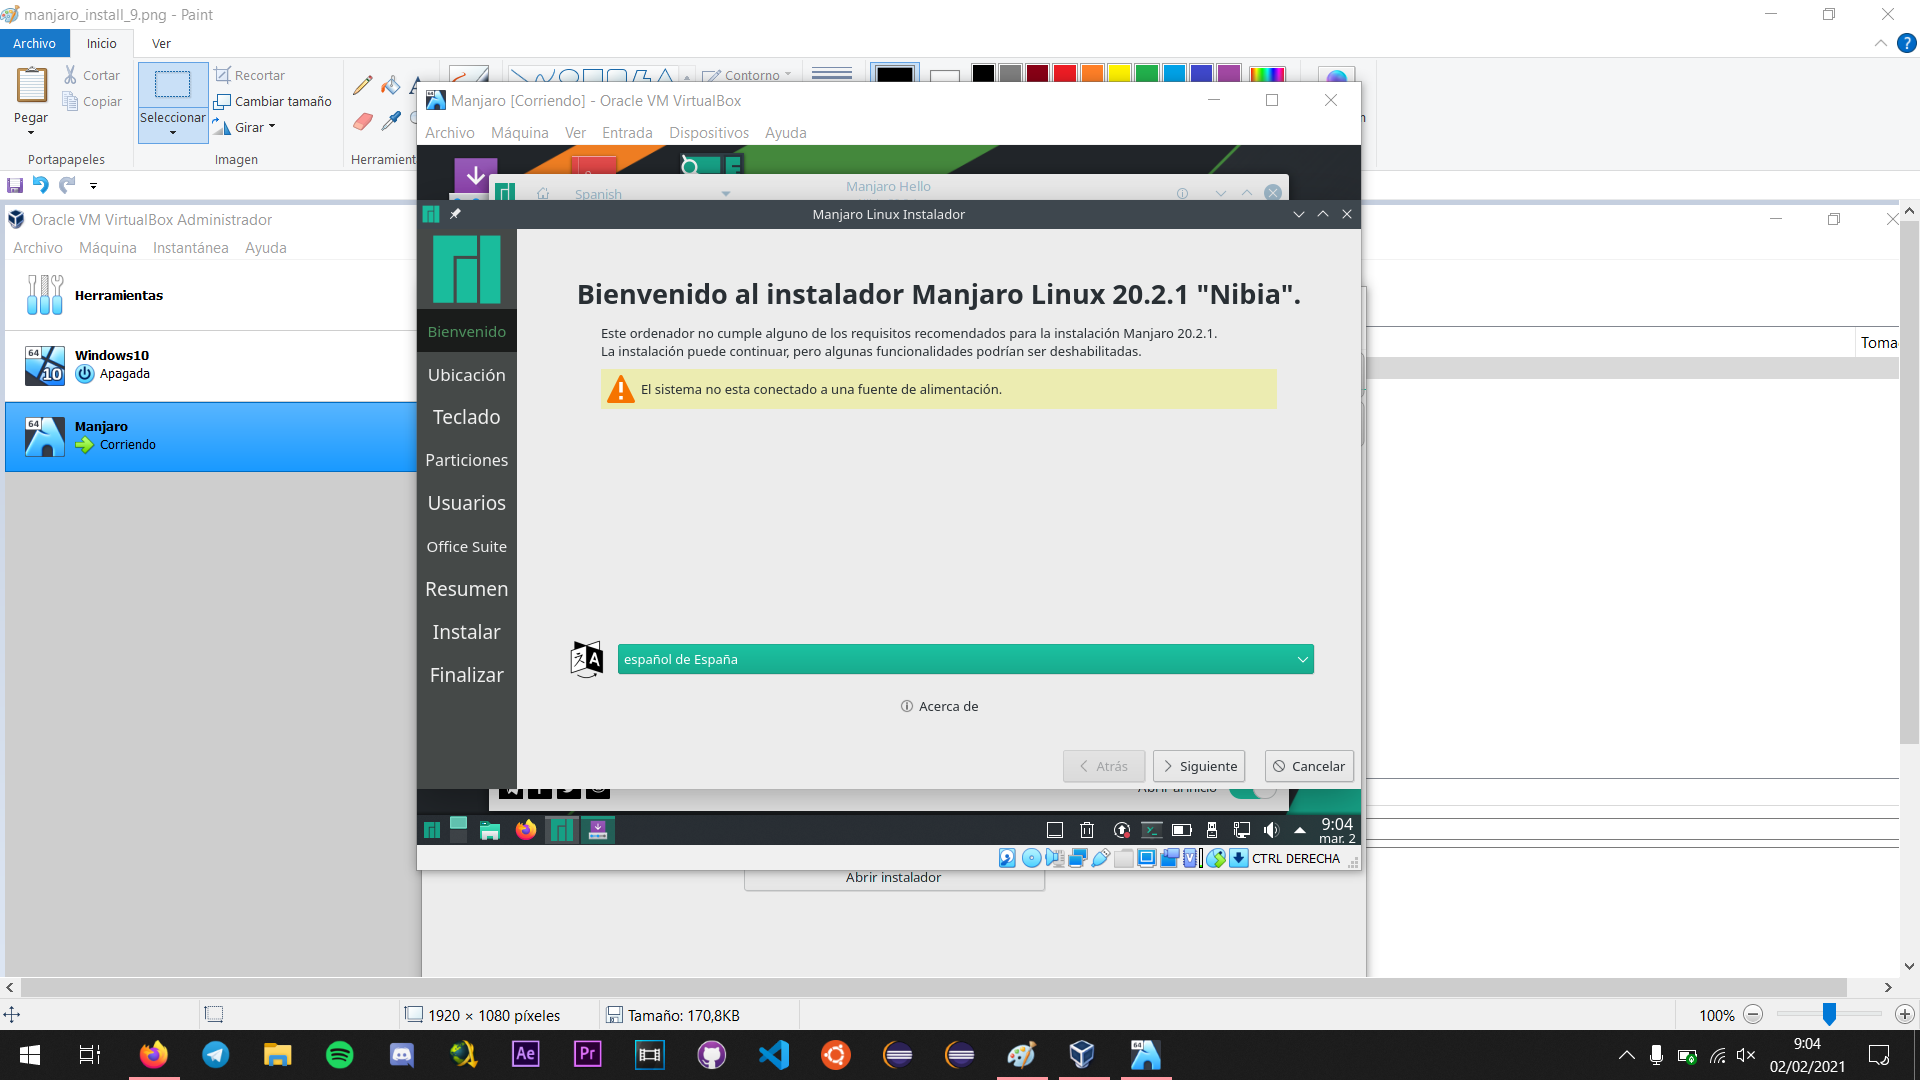 manjaro_install_9.png - Paint
Archivo
Inicio
Ver
Pegar
Cortar
Copiar
Portapapeles
Seleccionar
Recortar
Cambiar tamaño
Girar
Imagen
Contorno
Manjaro [Corriendo] - Oracle VM VirtualBox
Archivo Máquina Ver Entrada Dispositivos Ayuda
Spanish
Manjaro Hello
Manjaro Linux Instalador
Oracle VM VirtualBox Administrador
Archivo Máquina Instantánea Ayuda
Herramientas
64
10
Windows10
Apagada
64
Manjaro
Corriendo
Bienvenido
Ubicación
Teclado
Particiones
Usuarios
Office Suite
Resumen
Instalar
Finalizar
Bienvenido al instalador Manjaro Linux 20.2.1 "Nibia".
Este ordenador no cumple alguno de los requisitos recomendados para la instalación Manjaro 20.2.1.
La instalación puede continuar, pero algunas funcionalidades podrían ser deshabilitadas.
El sistema no esta conectado a una fuente de alimentación.
español de España
Acerca de
Atrás
Siguiente
Cancelar
9:04
mar. 2
CTRL DERECHA
Abrir instalador
1920 × 1080 píxeles
Tamaño: 170,8KB
100%
Ae
Pr
64
9:04
02/02/2021